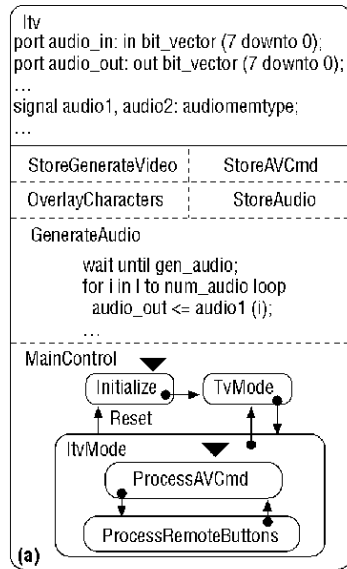 Itv
port audio_in: in bit_vector (7 downto 0);
port audio_out: out bit_vector (7 downto 0);
...
signal audio1, audio2: audiomemtype;
...
StoreGenerateVideo StoreAVCmd
OverlayCharacters StoreAudio
GenerateAudio
wait until gen_audio;
for i in I to num_audio loop
audio_out <= audio1 (i);
...
MainControl
Initialize TvMode
Reset
ItvMode
ProcessAVCmd
ProcessRemoteButtons
(a)